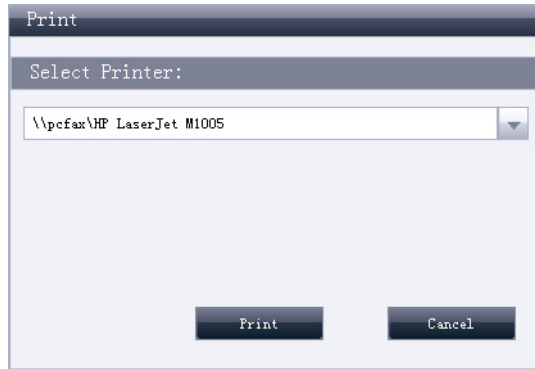 Print
Select Printer:
\\pcfax\HP LaserJet M1005
Print
Cancel